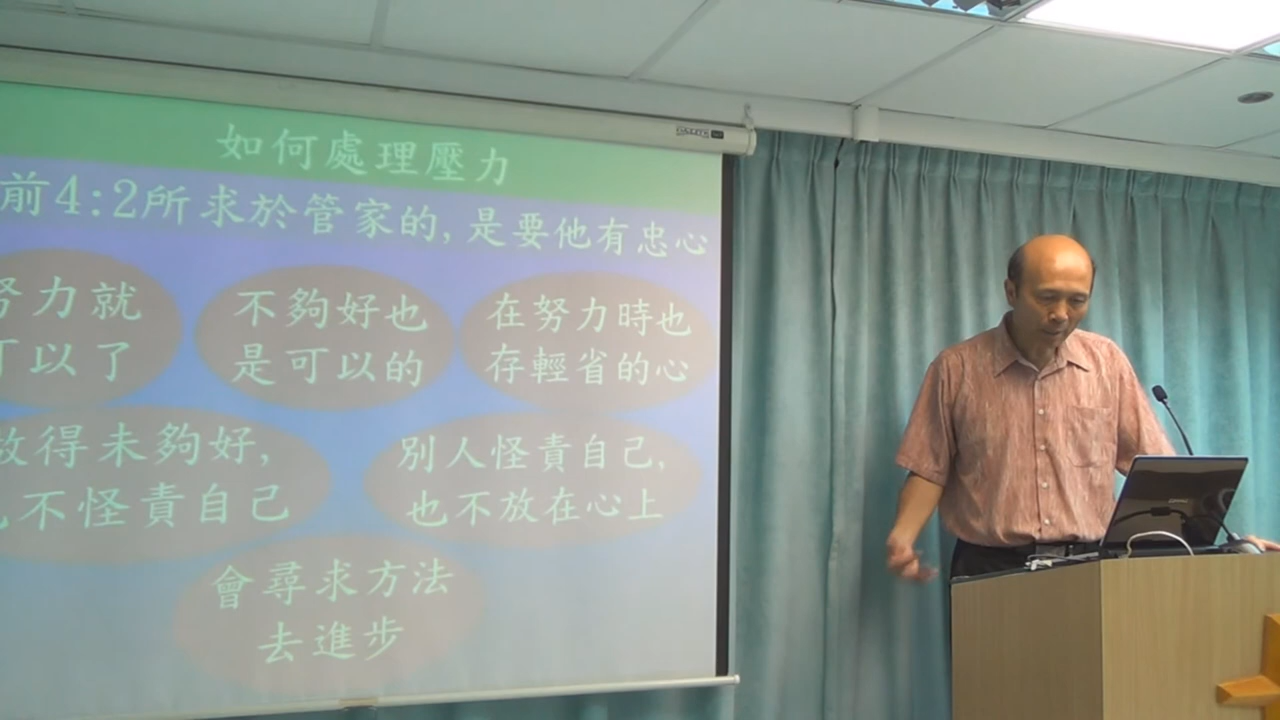 如何處理壓力
前4:2所求於管家的,是要他有忠心
努力就
可以了
不夠好也
是可以的
在努力時也
存輕省的心
做得未夠好,
也不怪責自己
別人怪責自己,
也不放在心上
會尋求方法
去進步